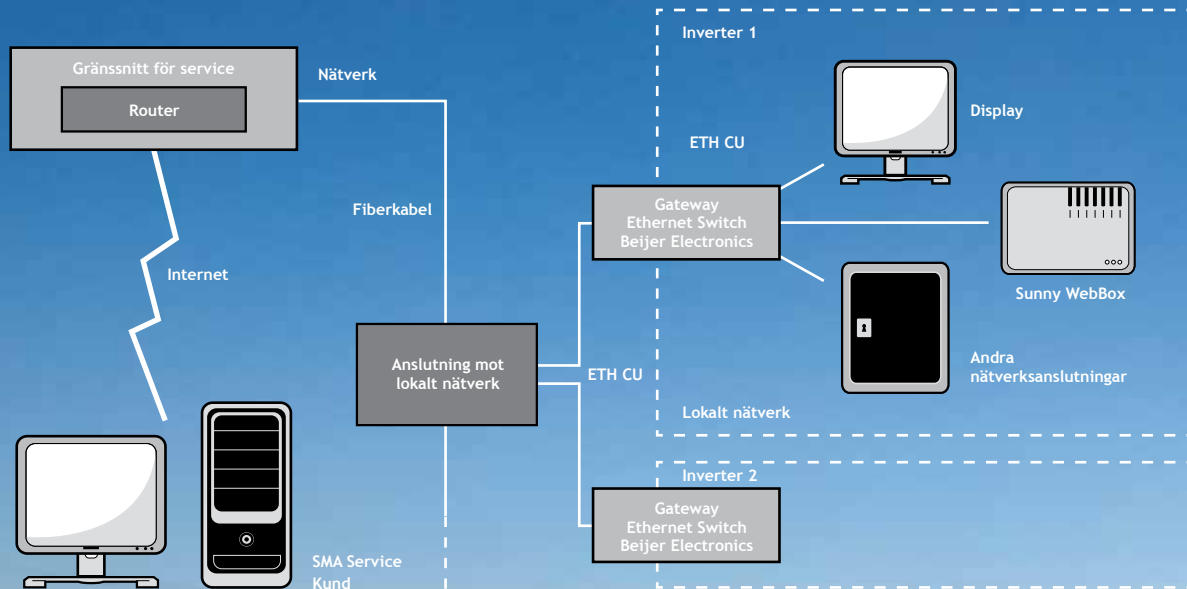 Gränssnitt för service
Router
Nätverk
Fiberkabel
Internet
SMA Service
Kund
Anslutning mot
lokalt nätverk
ETH CU
Inverter 1
ETH CU
Gateway
Ethernet Switch
Beijer Electronics
Display
Sunny WebBox
Andra
nätverksanslutningar
Lokalt nätverk
Inverter 2
Gateway
Ethernet Switch
Beijer Electronics